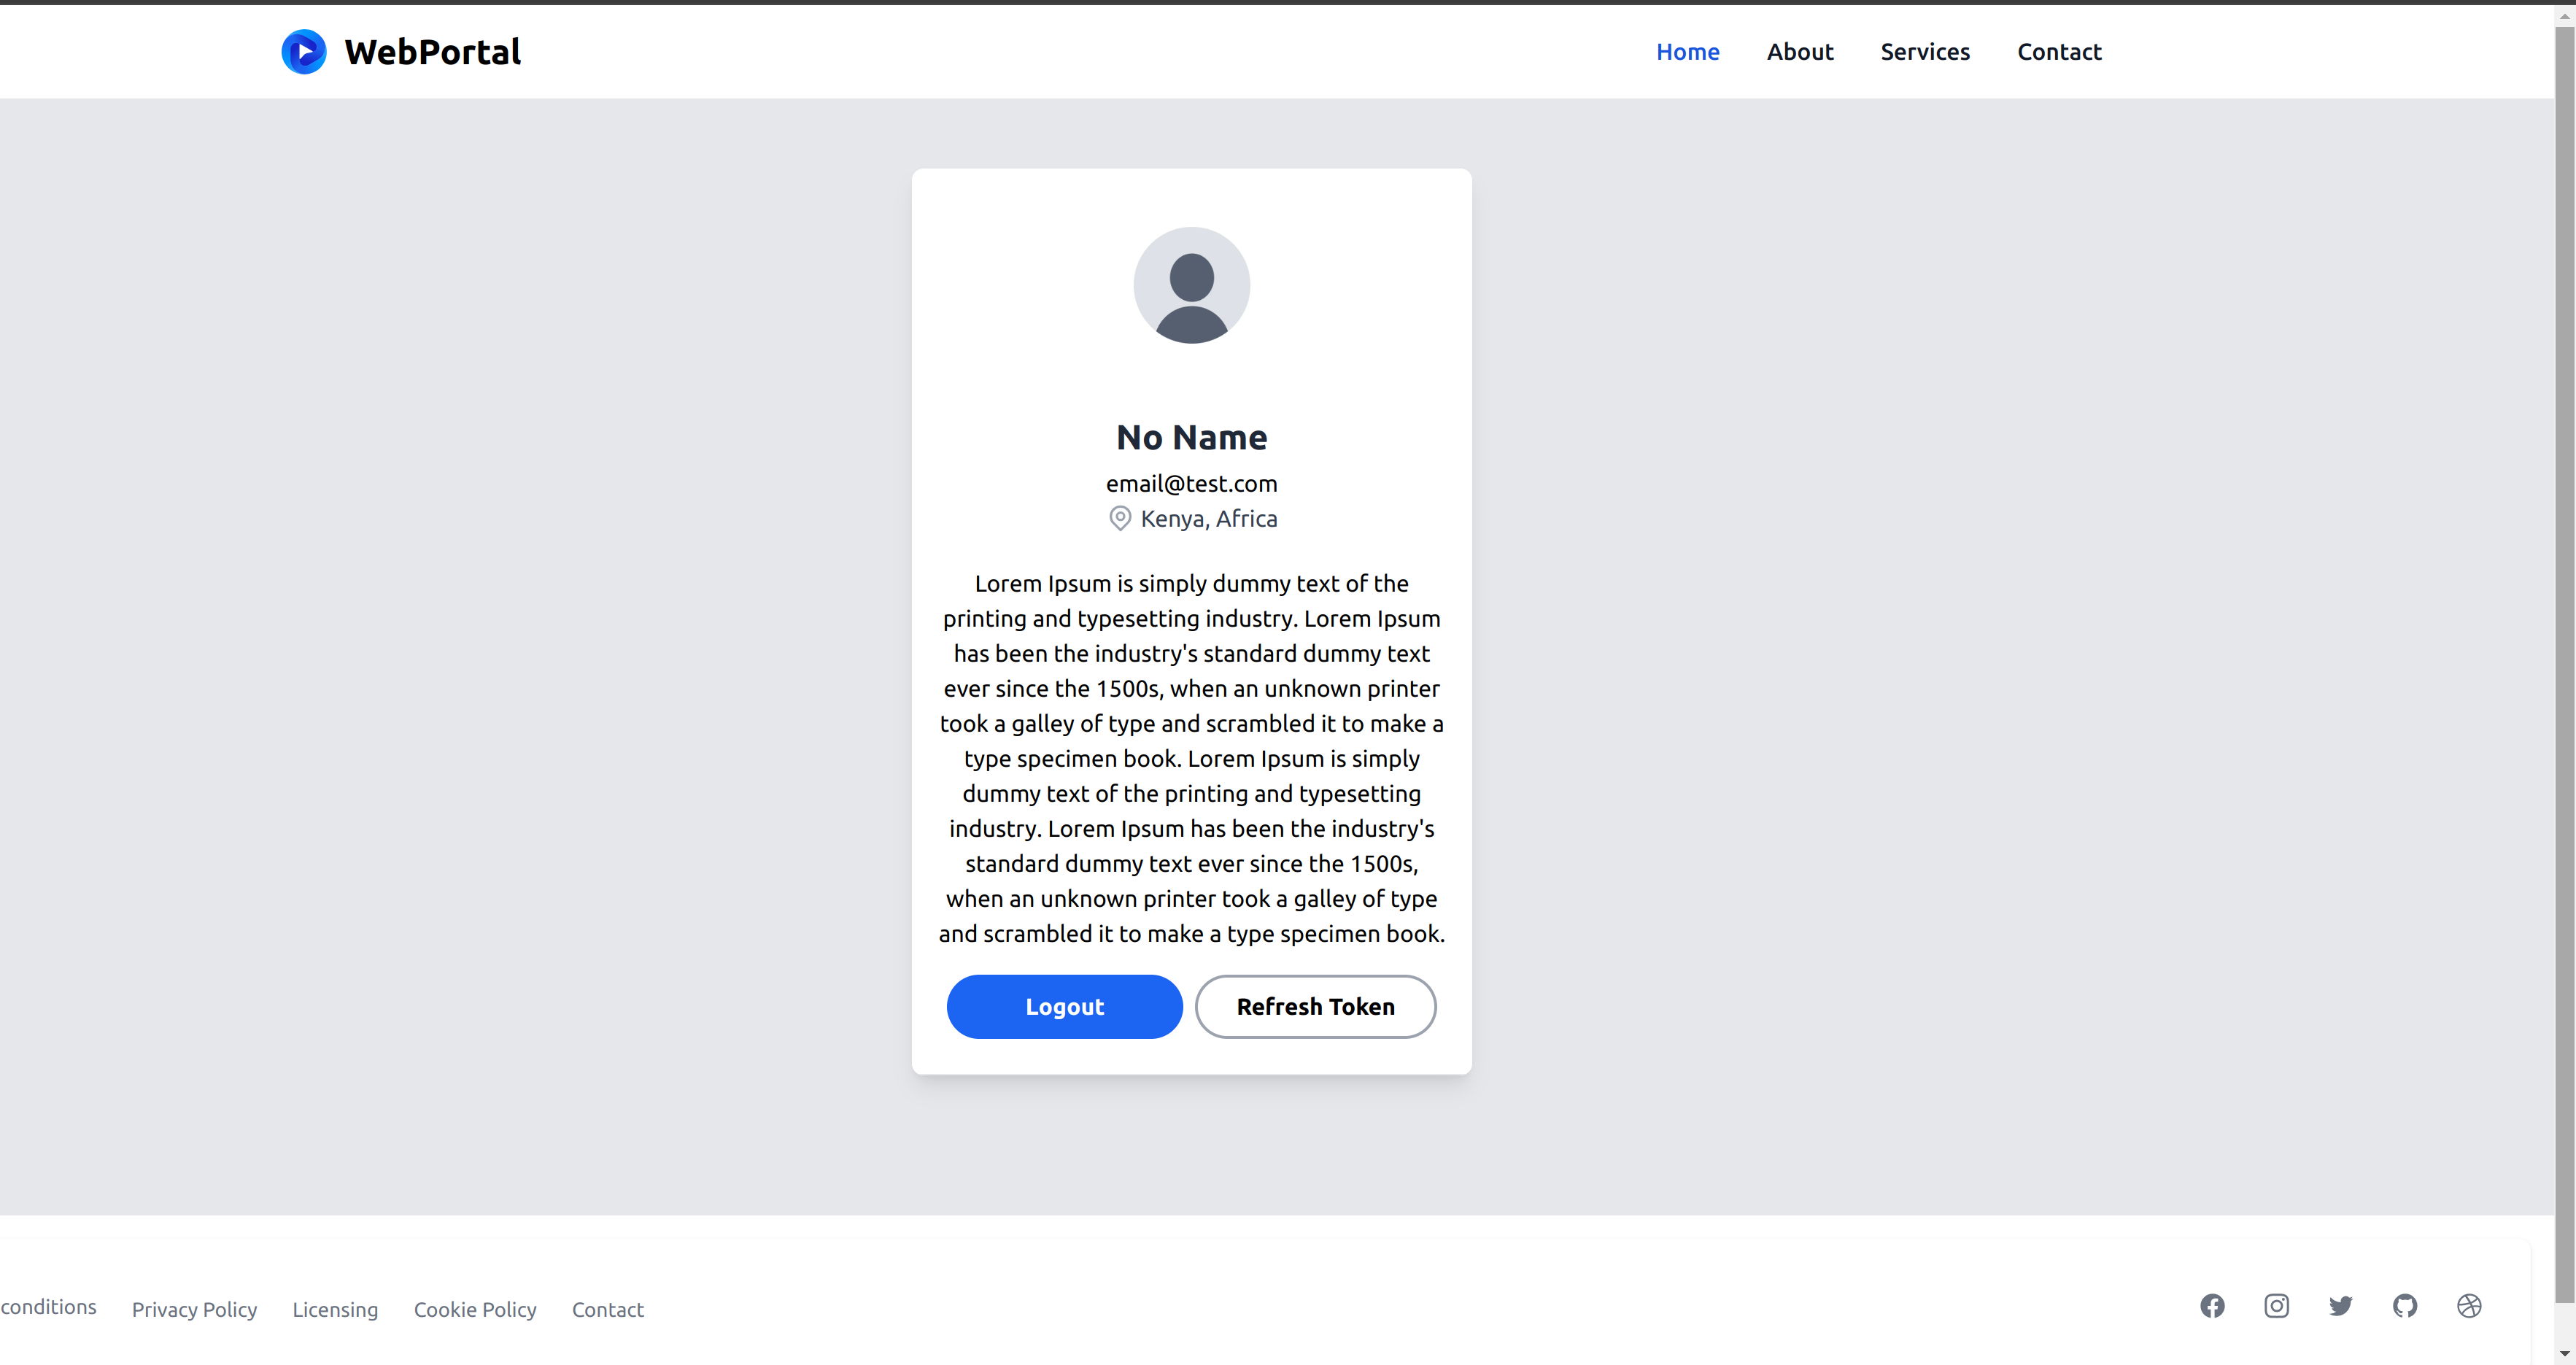 WebPortal
Home About Services Contact
No Name
email@test.com
Kenya, Africa
Lorem Ipsum is simply dummy text of the
printing and typesetting industry. Lorem Ipsum
has been the industry's standard dummy text
ever since the 1500s, when an unknown printer
took a galley of type and scrambled it to make a
type specimen book. Lorem Ipsum is simply
dummy text of the printing and typesetting
industry. Lorem Ipsum has been the industry's
standard dummy text ever since the 1500s,
when an unknown printer took a galley of type
and scrambled it to make a type specimen book.
Logout Refresh Token
conditions Privacy Policy Licensing Cookie Policy Contact